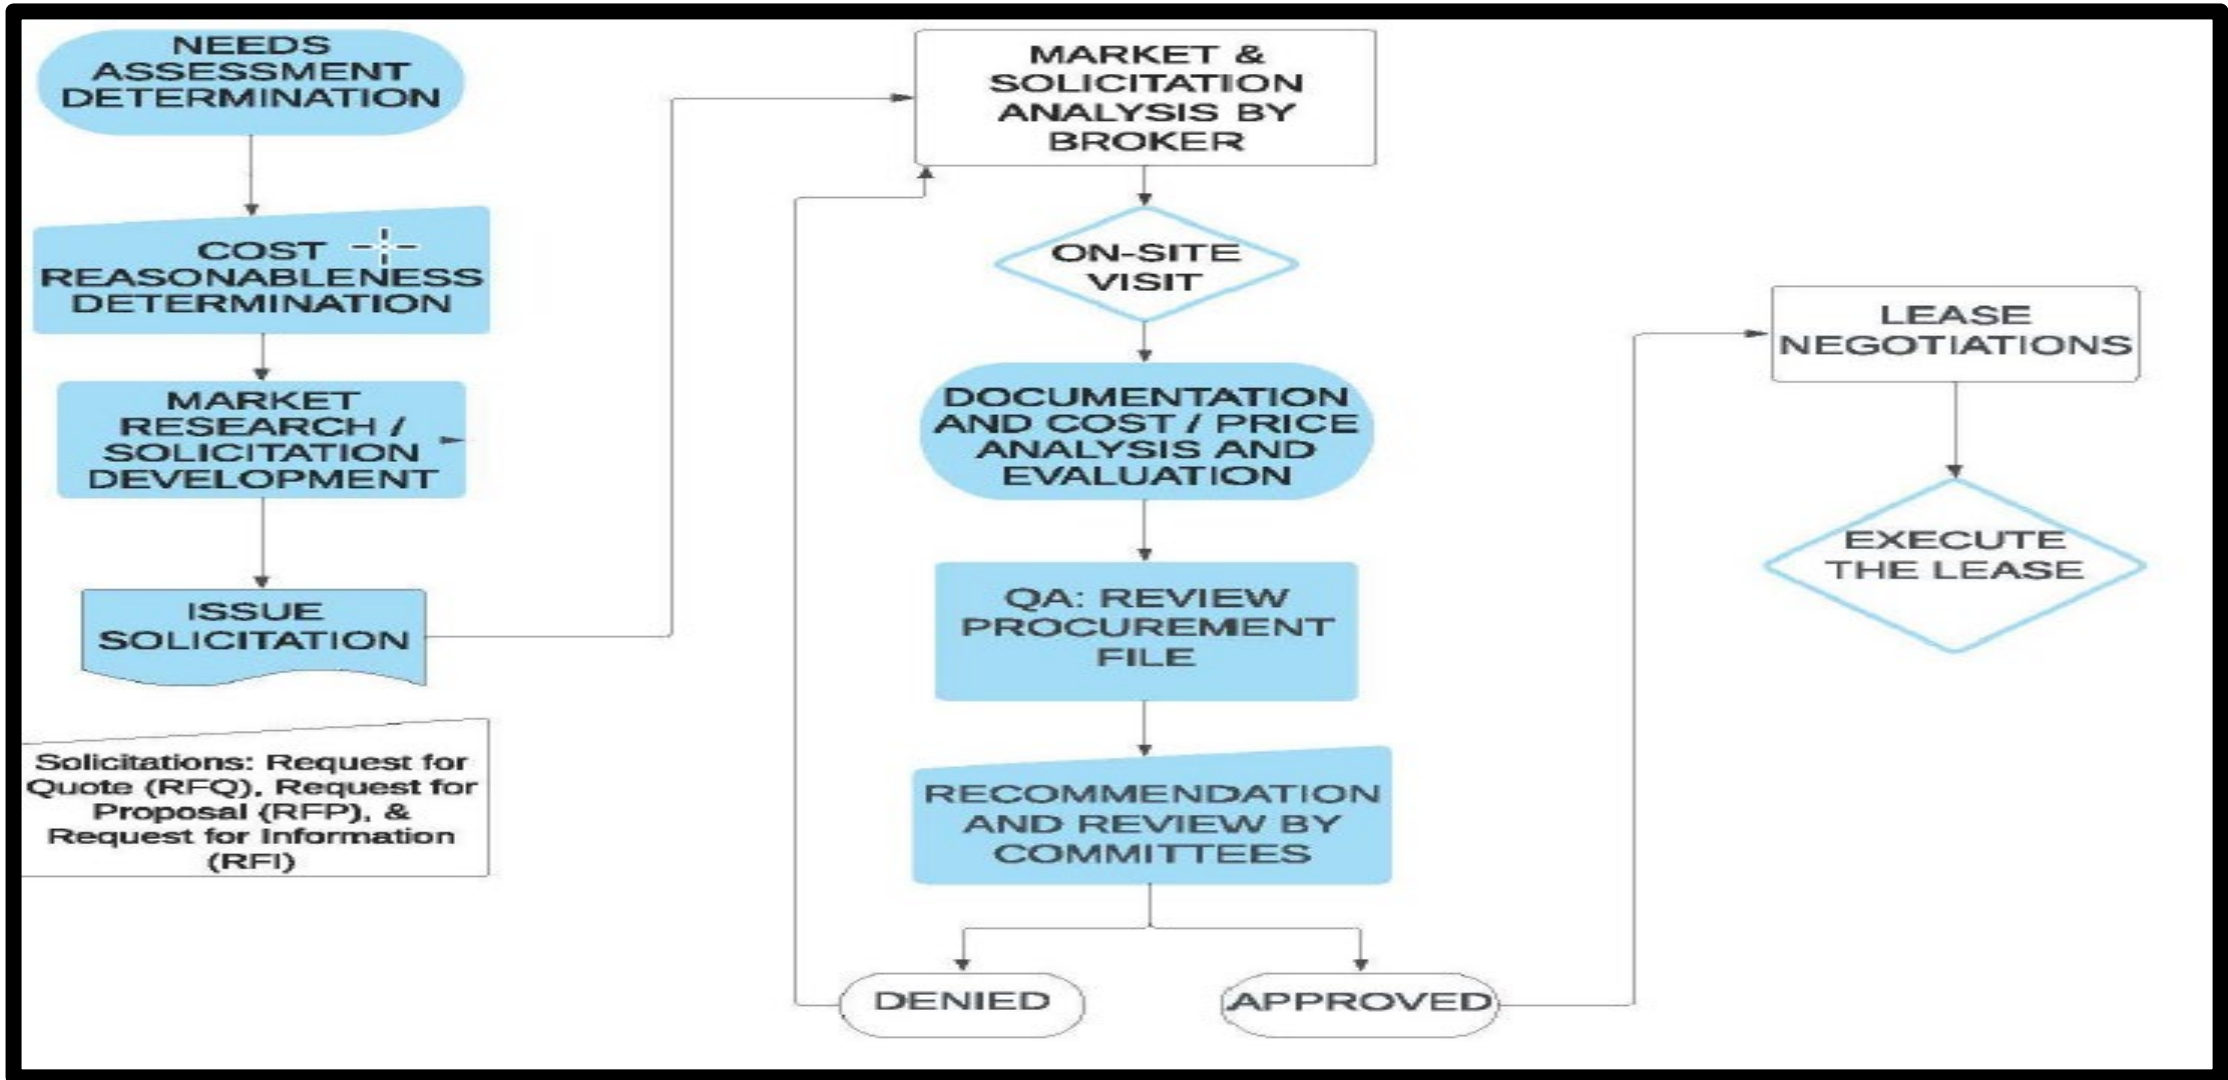 NEEDS
ASSESSMENT
DETERMINATION
COST
REASONABLENESS
DETERMINATION
MARKET
RESEARCH /
SOLICITATION
DEVELOPMENT
ISSUE
SOLICITATION
Solicitations: Request for
Quote (RFQ), Request for
Proposal (RFP), &
Request for Information
(RFI)
MARKET &
SOLICITATION
ANALYSIS BY
BROKER
ON-SITE
VISIT
DOCUMENTATION
AND COST / PRICE
ANALYSIS AND
EVALUATION
QA: REVIEW
PROCUREMENT
FILE
RECOMMENDATION
AND REVIEW BY
COMMITTEES
DENIED
APPROVED
LEASE
NEGOTIATIONS
EXECUTE
THE LEASE